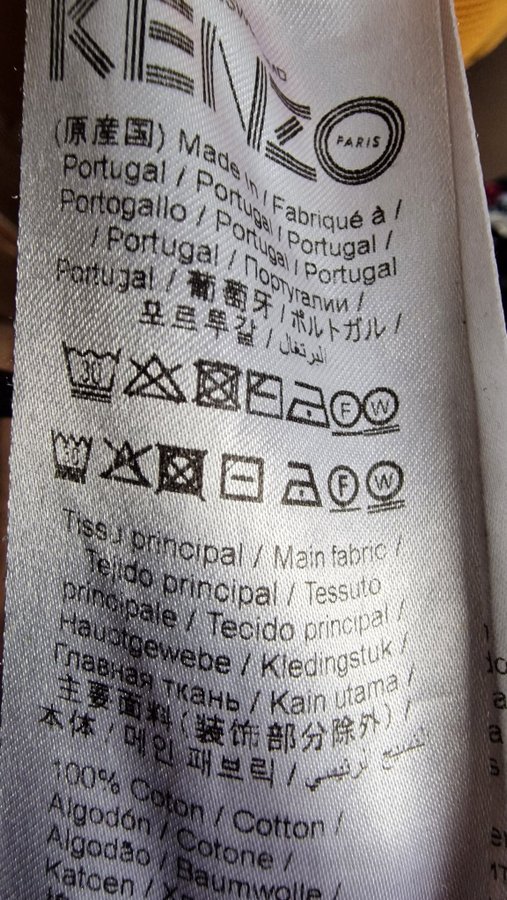 KENZO
PARIS
(原産国) Made in / Fabriqué à /
Portugal / Portugal / Portugal /
Portogallo / Portugal / Portugal
/ Portugal / Португалии /
Portugal / 葡萄牙 / ポルトガル /
포르투갈 / البرتغال
30
F W
30
F W
Tissu principal / Main fabric /
Tejido principal / Tessuto
principale / Tecido principal /
Hauptgewebe / Kledingstuk /
Главная ткань / Kain utama /
主要面料 (装饰部分除外) /
本体 / 메인 패브릭 /
100% Coton / Cotton /
Algodón / Cotone /
Algodão / Baumwolle /
Katoen /